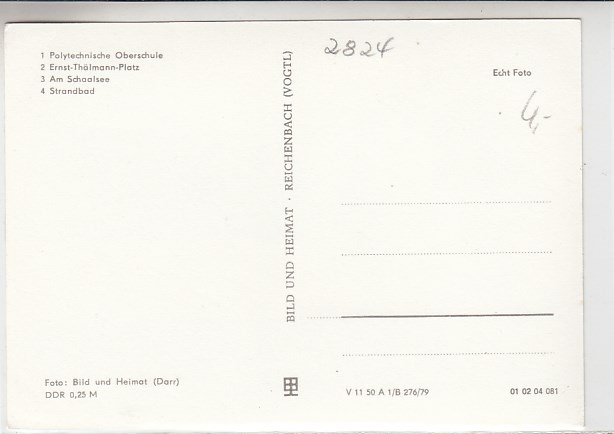 1 Polytechnische Oberschule
2 Ernst-Thälmann-Platz
3 Am Schaalsee
4 Strandbad
Foto: Bild und Heimat (Darr)
DDR 0,25 M
BILD UND HEIMAT · REICHENBACH (VOGTL)
2824
Echt Foto
4,-
V 11 50 A 1/B 276/79
01 02 04 081